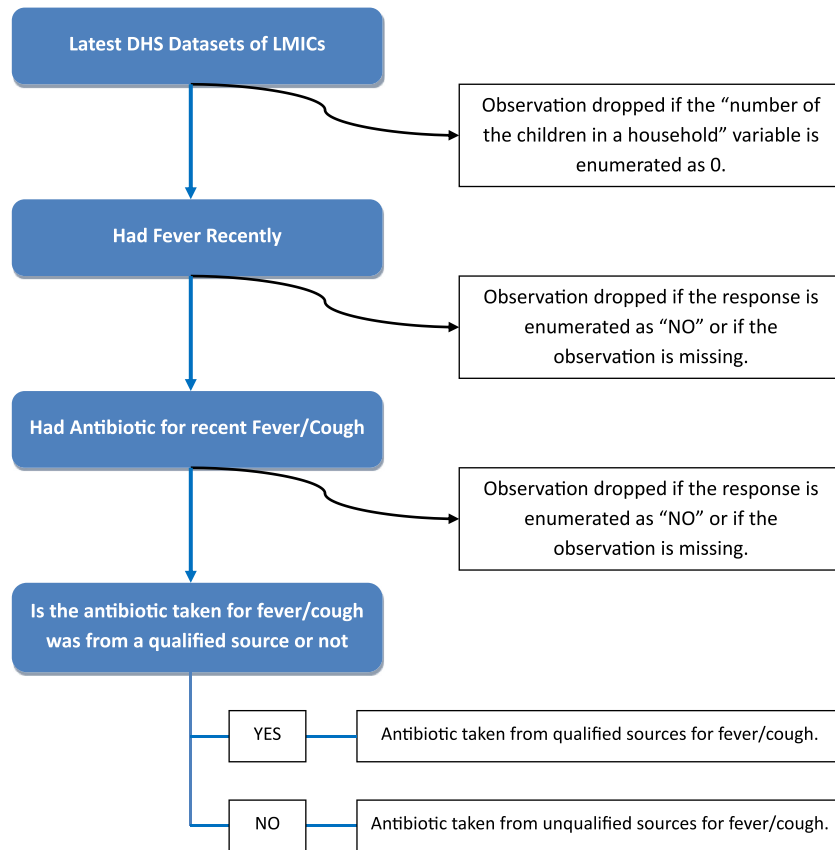 Latest DHS Datasets of LMICs
Observation dropped if the “number of
the children in a household” variable is
enumerated as 0.
Had Fever Recently
Observation dropped if the response is
enumerated as “NO” or if the
observation is missing.
Had Antibiotic for recent Fever/Cough
Observation dropped if the response is
enumerated as “NO” or if the
observation is missing.
Is the antibiotic taken for fever/cough
was from a qualified source or not
YES
Antibiotic taken from qualified sources for fever/cough.
NO
Antibiotic taken from unqualified sources for fever/cough.